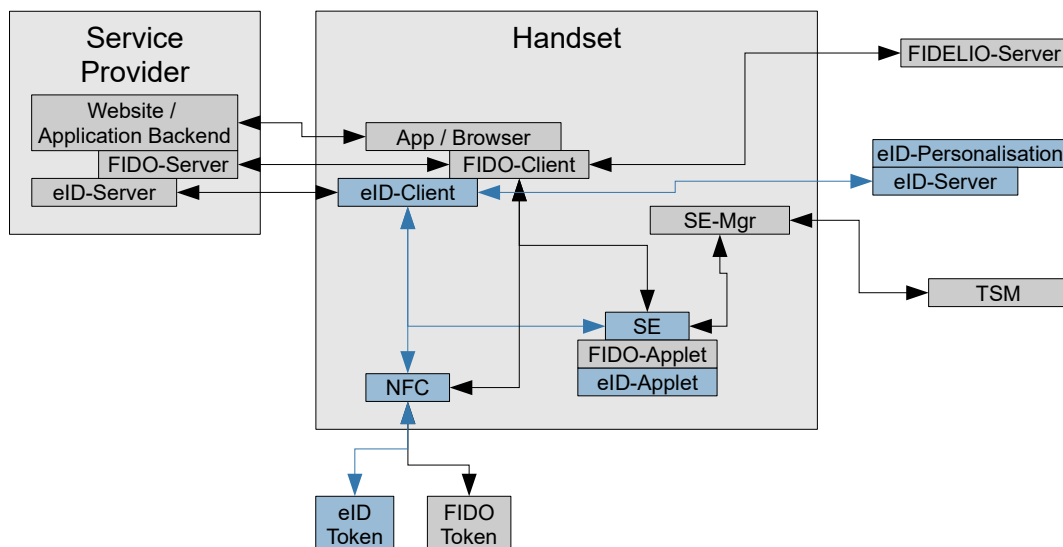 Service
Provider
Website /
Application Backend
FIDO-Server
eID-Server
Handset
App / Browser
FIDO-Client
eID-Client
SE-Mgr
SE
FIDO-Applet
eID-Applet
NFC
eID
Token
FIDO
Token
FIDELIO-Server
eID-Personalisation
eID-Server
TSM